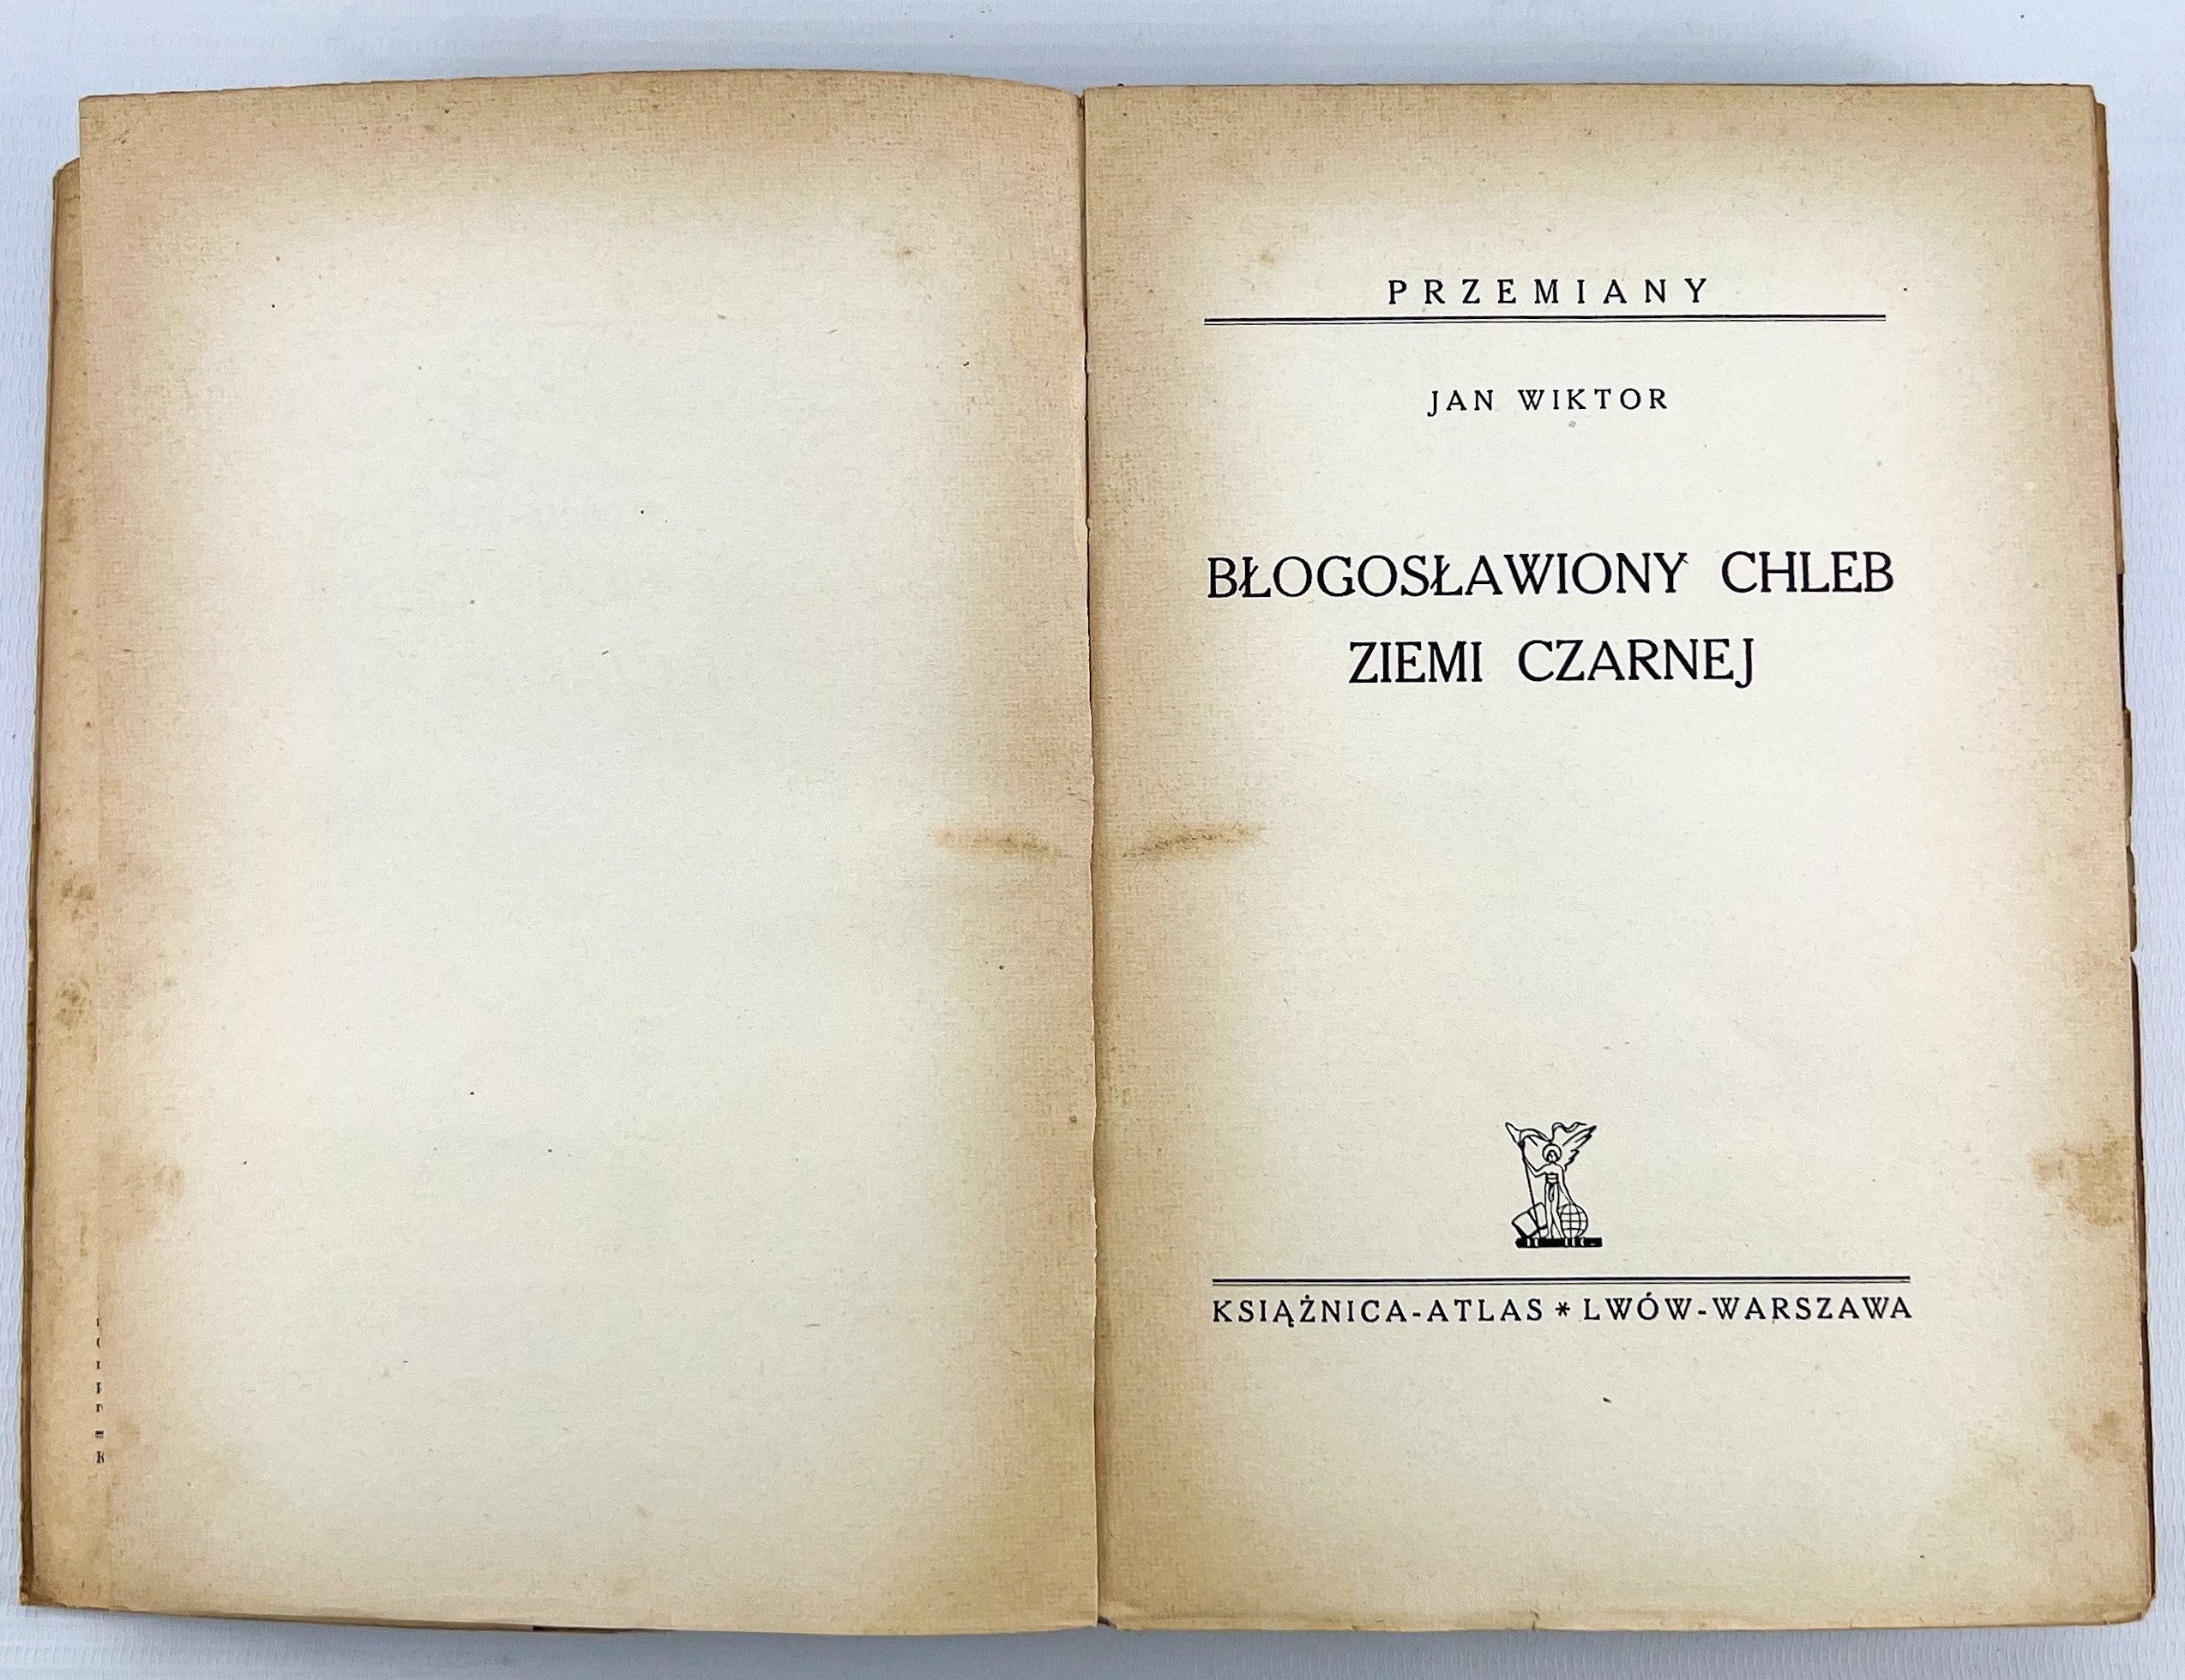 PRZEMIANY
JAN WIKTOR
BŁOGOSŁAWIONY CHLEB
ZIEMI CZARNEJ
KSIĄŻNICA-ATLAS * LWÓW-WARSZAWA